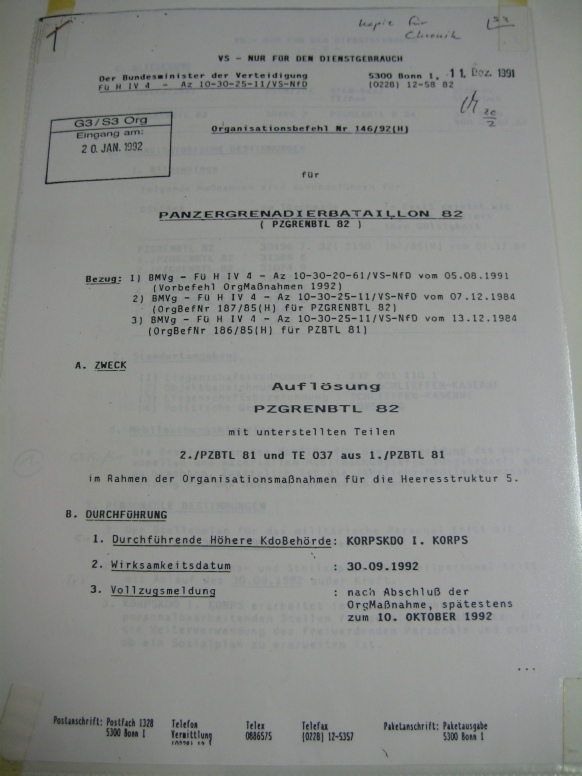 Kopie für
Chronik
VS - NUR FÜR DEN DIENSTGEBRAUCH
Der Bundesminister der Verteidigung
Fü H IV 4 - Az 10-30-25-11/VS-NfD
5300 Bonn 1, 11. Dez. 1991
(0228) 12-58 82
G3/S3 Org
Eingang am:
20. JAN. 1992
Organisationsbefehl Nr 146/92(H)
für
PANZERGRENADIERBATAILLON 82
( PZGRENBTL 82 )
Bezug: 1) BMVg - Fü H IV 4 - Az 10-30-20-61/VS-NfD vom 05.08.1991
(Vorbefehl OrgMaßnahmen 1992)
2) BMVg - Fü H IV 4 - Az 10-30-25-11/VS-NfD vom 07.12.1984
(OrgBefNr 187/85(H) für PZGRENBTL 82)
3) BMVg - Fü H IV 4 - Az 10-30-25-11/VS-NfD vom 13.12.1984
(OrgBefNr 186/85(H) für PZBTL 81)
A. ZWECK
Auflösung
PZGRENBTL 82
mit unterstellten Teilen
2./PZBTL 81 und TE 037 aus 1./PZBTL 81
im Rahmen der Organisationsmaßnahmen für die Heeresstruktur 5.
B. DURCHFÜHRUNG
1. Durchführende Höhere KdoBehörde: KORPSKDO I. KORPS
2. Wirksamkeitsdatum : 30.09.1992
3. Vollzugsmeldung : nach Abschluß der
OrgMaßnahme, spätestens
zum 10. OKTOBER 1992
...
Postanschrift: Postfach 1328
5300 Bonn 1
Telefon
Vermittlung
(0228) 12 1
Telex
0886575
Telefax
(0228) 12-5357
Paketanschrift: Paketausgabe
5300 Bonn 1